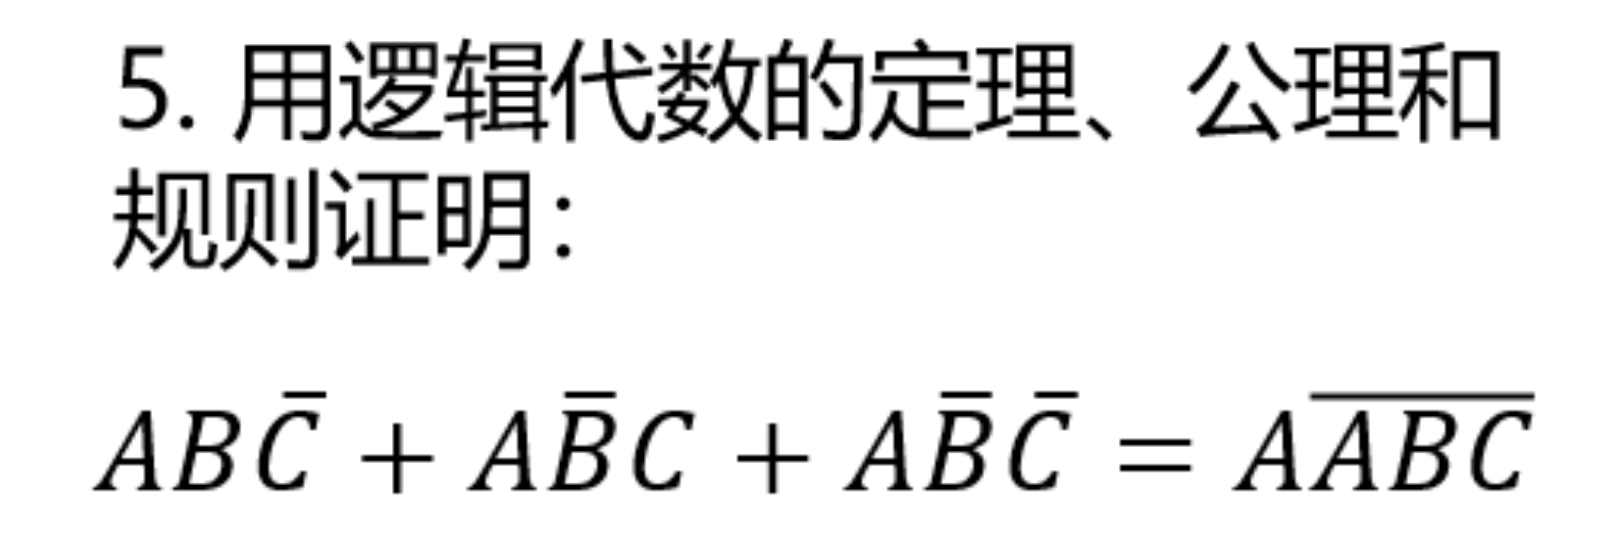 5. 用逻辑代数的定理、公理和
规则证明：
ABC̅ + AB̅C + AB̅C̅ = AA̅B̅C̅